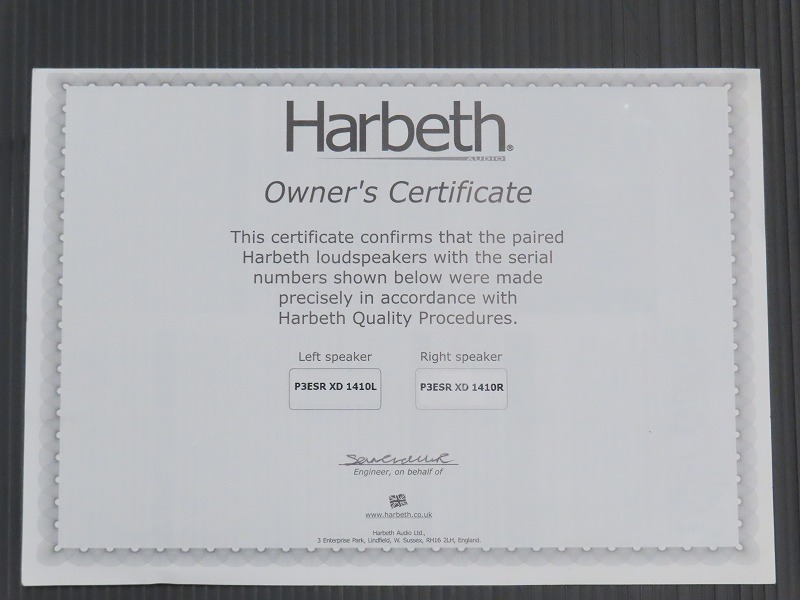 Harbeth®
AUDIO
Owner's Certificate
This certificate confirms that the paired
Harbeth loudspeakers with the serial
numbers shown below were made
precisely in accordance with
Harbeth Quality Procedures.
Left speaker Right speaker
P3ESR XD 1410L P3ESR XD 1410R
Engineer, on behalf of
www.harbeth.co.uk
Harbeth Audio Ltd.,
3 Enterprise Park, Lindfield, W. Sussex, RH16 2LH, England.